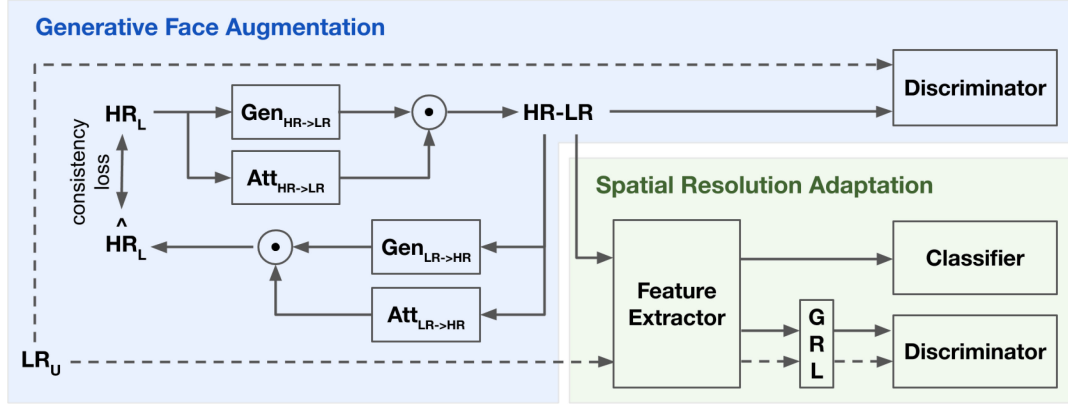 Generative Face Augmentation
Discriminator
HR_L
Gen_HR->LR
HR-LR
Att_HR->LR
consistency
loss
Spatial Resolution Adaptation
ĤR_L
Gen_LR->HR
Feature
Extractor
Classifier
Att_LR->HR
G
R
L
Discriminator
LR_U